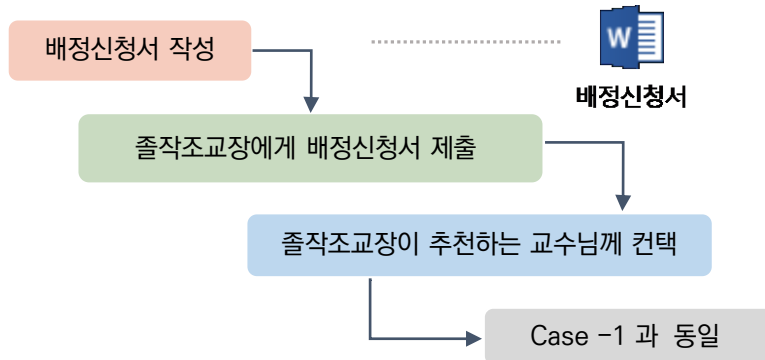 배정신청서 작성
W
배정신청서
졸작조교장에게 배정신청서 제출
졸작조교장이 추천하는 교수님께 컨택
Case -1 과 동일